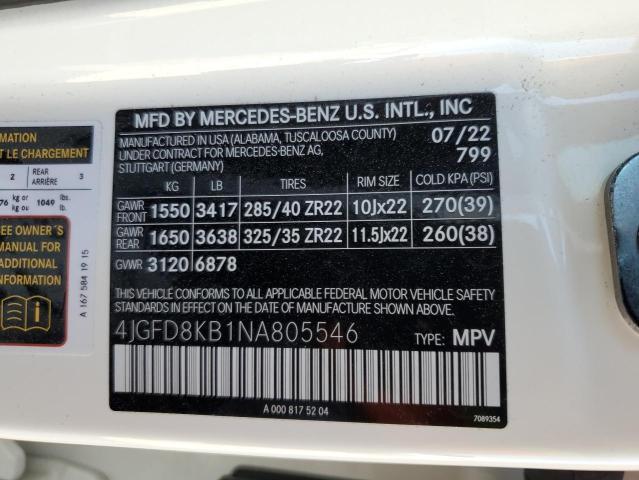 MFD BY MERCEDES-BENZ U.S. INTL., INC
MANUFACTURED IN USA (ALABAMA, TUSCALOOSA COUNTY) 07/22
UNDER CONTRACT FOR MERCEDES-BENZ AG, 799
STUTTGART (GERMANY)
KG LB TIRES RIM SIZE COLD KPA (PSI)
GAWR FRONT 1550 3417 285/40 ZR22 10Jx22 270(39)
GAWR REAR 1650 3638 325/35 ZR22 11.5Jx22 260(38)
GVWR 3120 6878
THIS VEHICLE CONFORMS TO ALL APPLICABLE FEDERAL MOTOR VEHICLE SAFETY
STANDARDS IN EFFECT ON THE DATE OF MANUFACTURE SHOWN ABOVE.
4JGFD8KB1NA805546 TYPE: MPV
A 000 817 52 04
7089354
MATION
T LE CHARGEMENT
2 REAR ARRIÈRE 3
76 kg or kg ou 1049 lbs. lb.
EE OWNER´S
MANUAL FOR
ADDITIONAL
INFORMATION
A 167 584 19 15